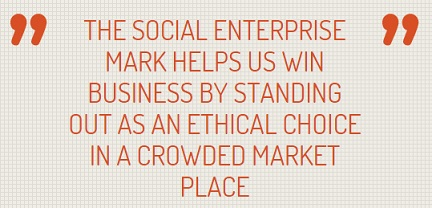 THE SOCIAL ENTERPRISE
MARK HELPS US WIN
BUSINESS BY STANDING
OUT AS AN ETHICAL CHOICE
IN A CROWDED MARKET
PLACE